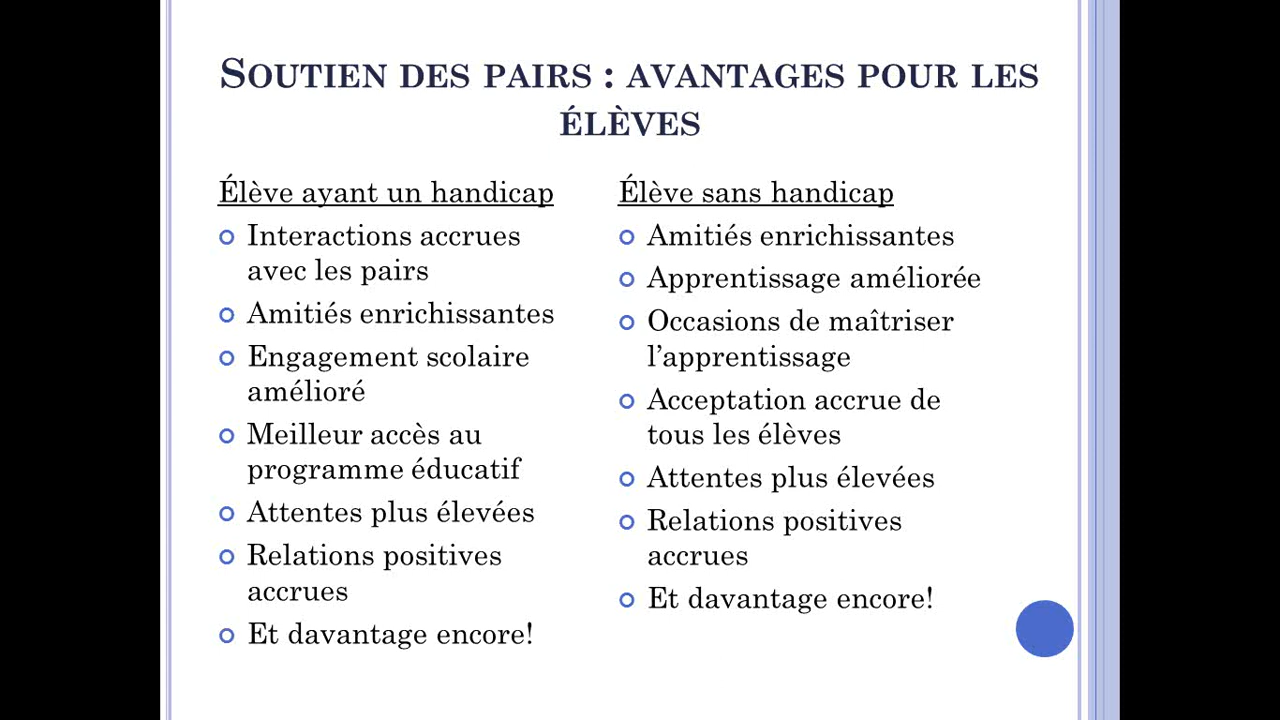 SOUTIEN DES PAIRS : AVANTAGES POUR LES
ÉLÈVES
Élève ayant un handicap
Interactions accrues
avec les pairs
Amitiés enrichissantes
Engagement scolaire
amélioré
Meilleur accès au
programme éducatif
Attentes plus élevées
Relations positives
accrues
Et davantage encore!
Élève sans handicap
Amitiés enrichissantes
Apprentissage améliorée
Occasions de maîtriser
l’apprentissage
Acceptation accrue de
tous les élèves
Attentes plus élevées
Relations positives
accrues
Et davantage encore!